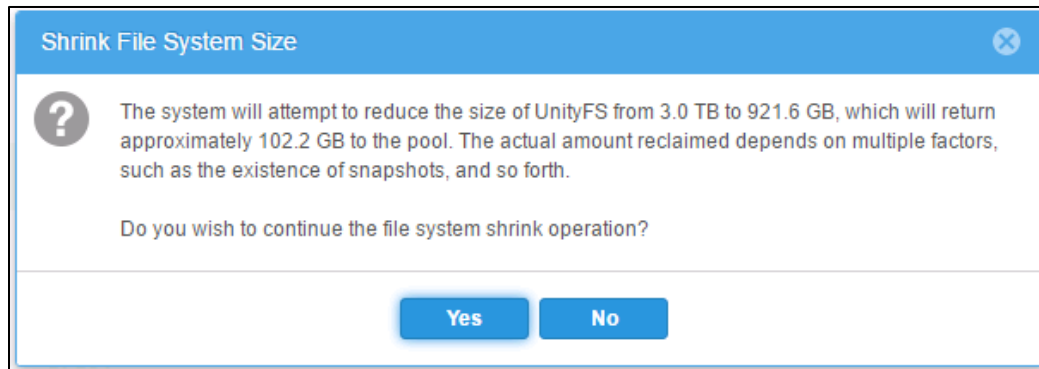 Shrink File System Size
The system will attempt to reduce the size of UnityFS from 3.0 TB to 921.6 GB, which will return
approximately 102.2 GB to the pool. The actual amount reclaimed depends on multiple factors,
such as the existence of snapshots, and so forth.
Do you wish to continue the file system shrink operation?
Yes No